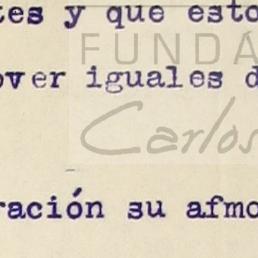 tes y que esto
FUNDA
over iguales d
Carlos
ración su afmo